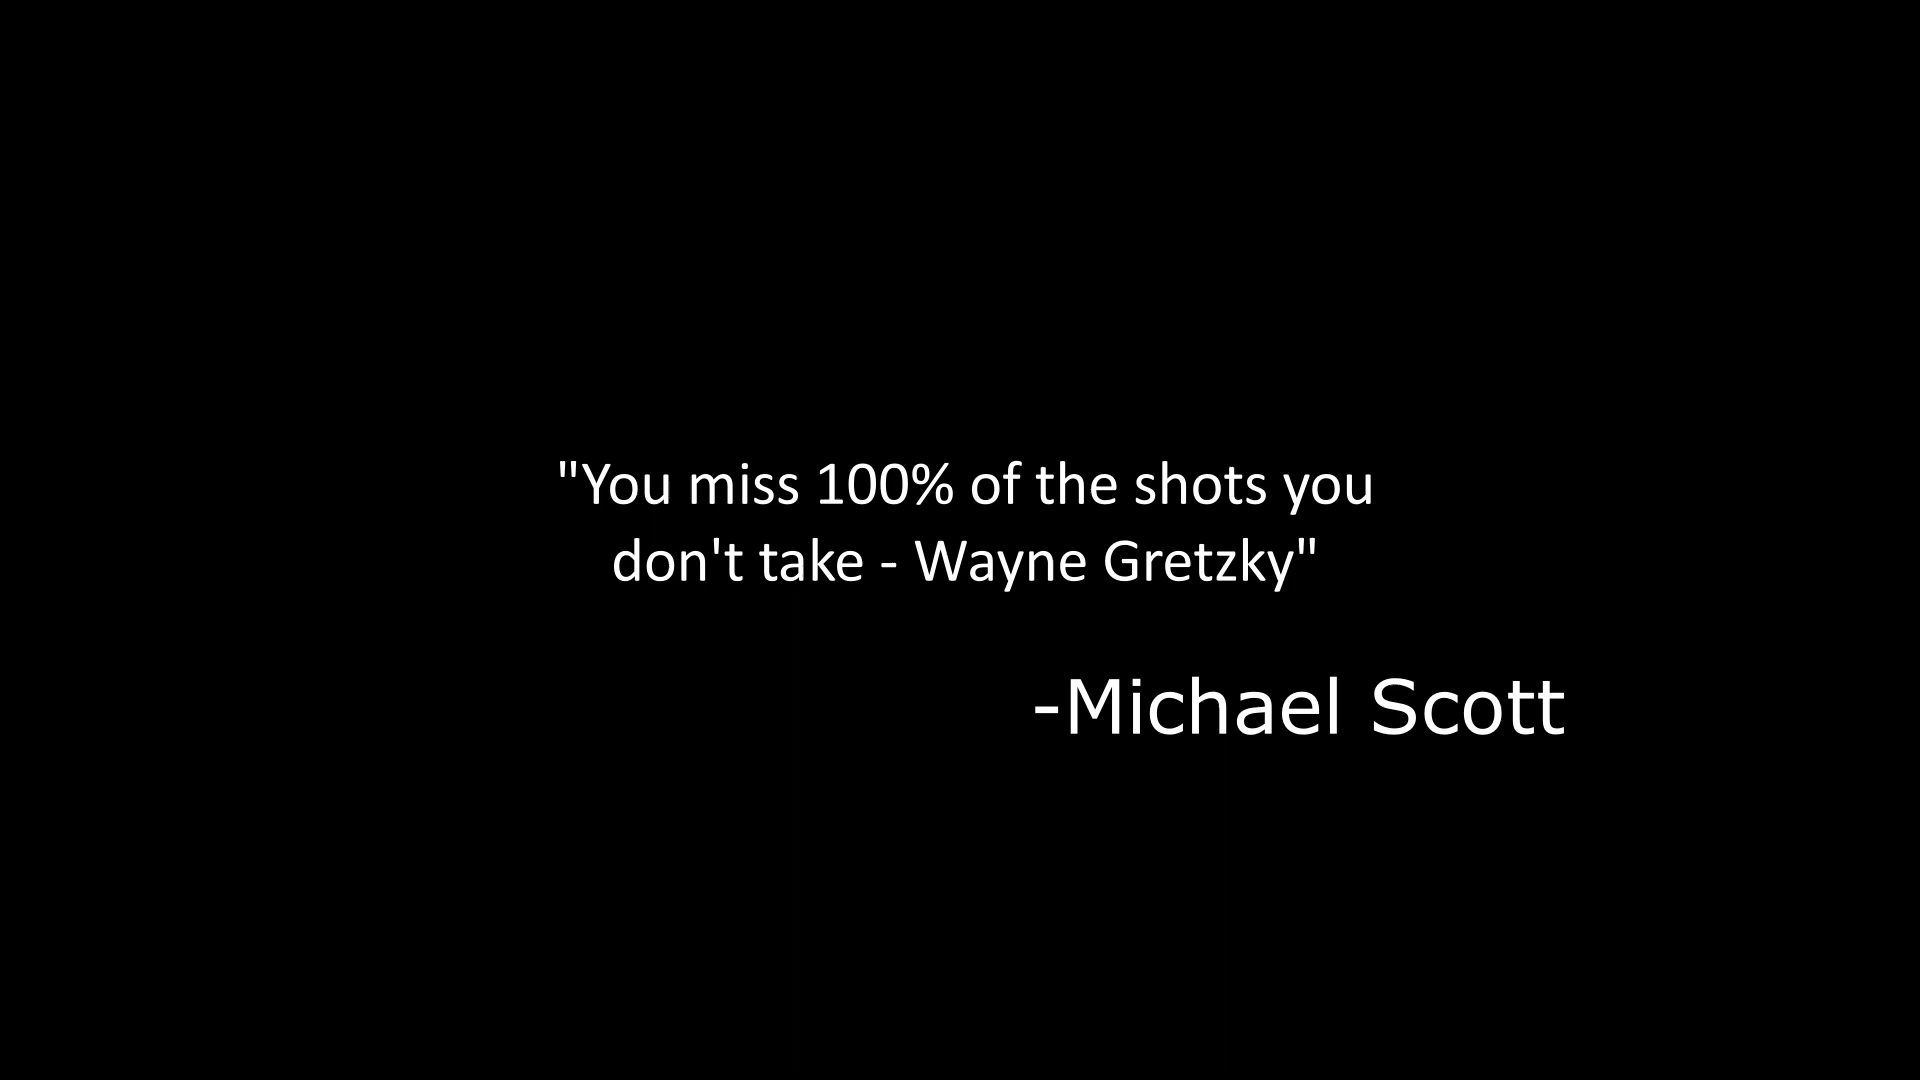 "You miss 100% of the shots you
don't take - Wayne Gretzky"
-Michael Scott